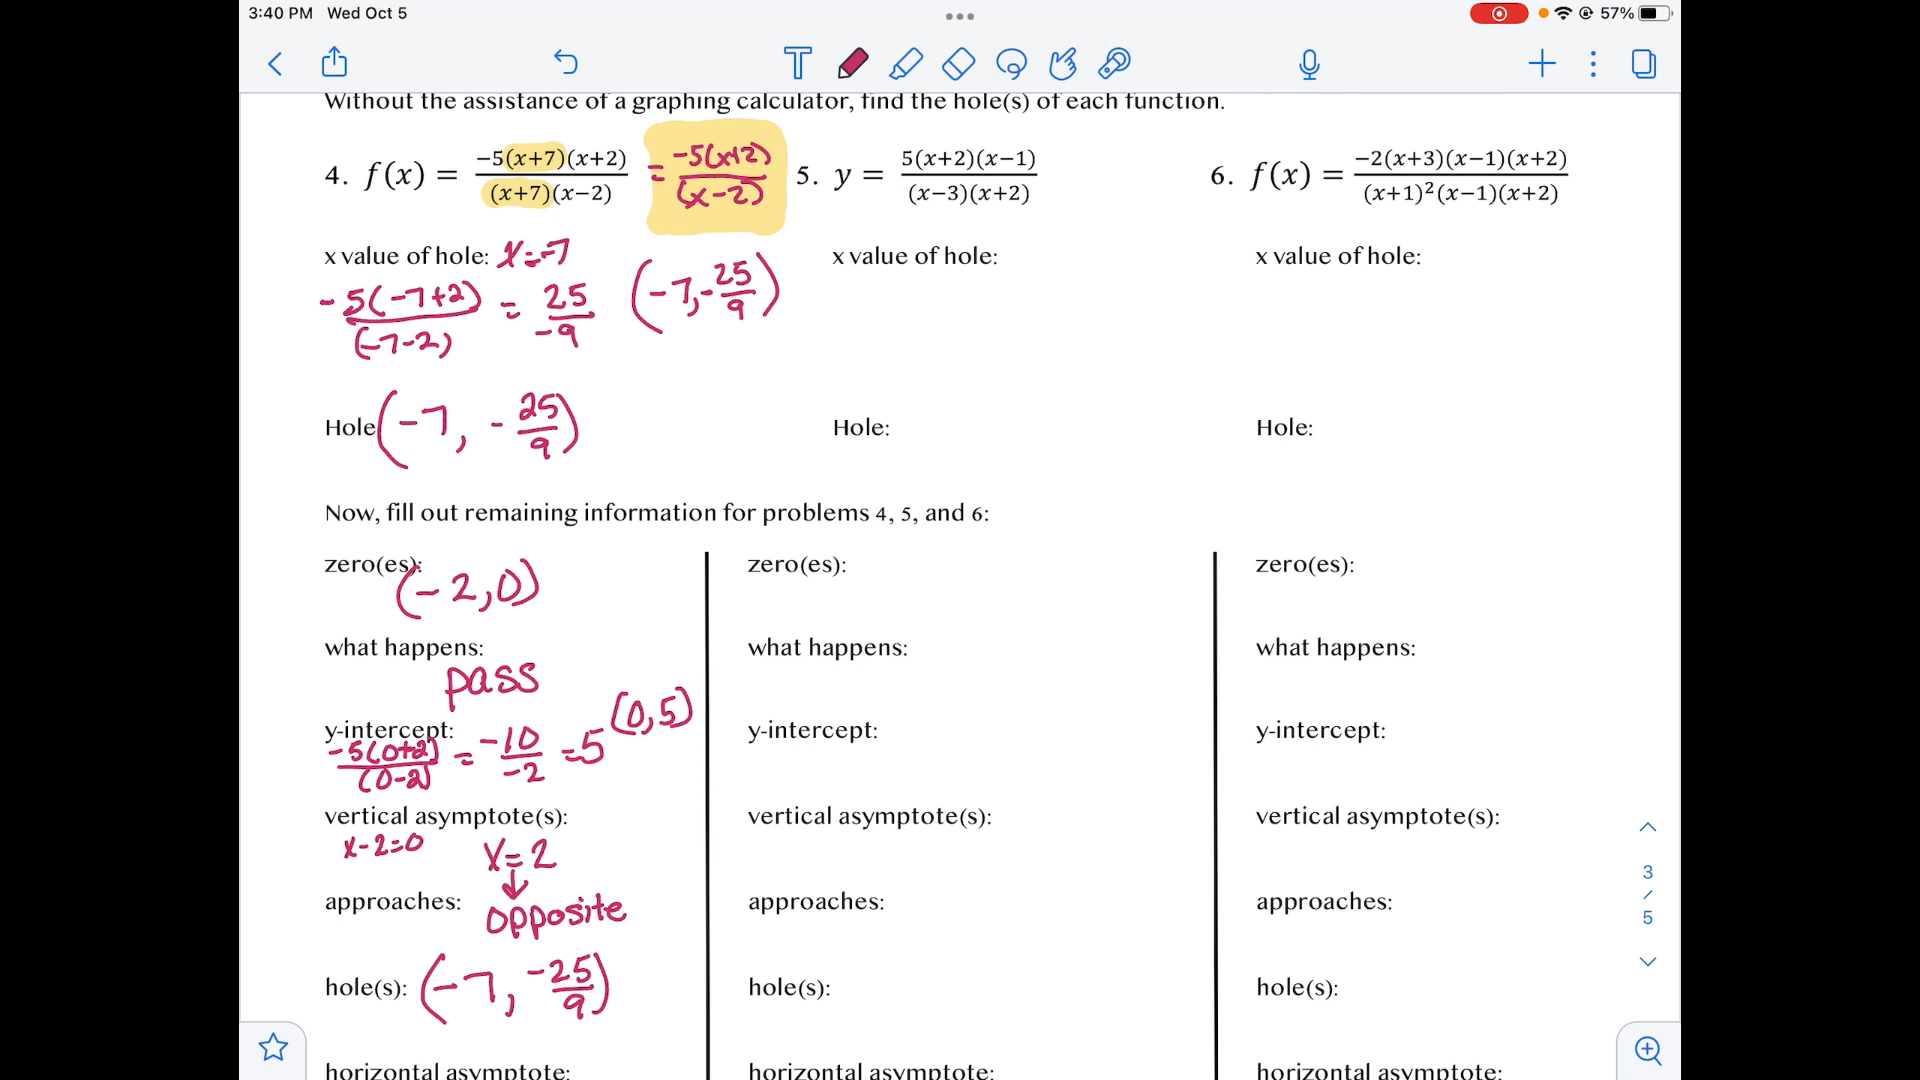 3:40 PM Wed Oct 5
57%
Without the assistance of a graphing calculator, find the hole(s) of each function.
4. f(x) = −5(x+7)(x+2) / (x+7)(x−2) = -5(x+2) / (x-2)
5. y = 5(x+2)(x−1) / (x−3)(x+2)
6. f(x) = −2(x+3)(x−1)(x+2) / (x+1)²(x−1)(x+2)
x value of hole: x=-7
-5(-7+2) / (-7-2) = 25 / -9 (-7, -25/9)
x value of hole:
x value of hole:
Hole (-7, -25/9)
Hole:
Hole:
Now, fill out remaining information for problems 4, 5, and 6:
zero(es): (-2,0)
zero(es):
zero(es):
what happens: pass
what happens:
what happens:
y-intercept: (0,5)
-5(0+2) / (0-2) = -10 / -2 =5
y-intercept:
y-intercept:
vertical asymptote(s):
x-2=0 x=2
vertical asymptote(s):
vertical asymptote(s):
approaches: ↓ opposite
approaches:
approaches:
hole(s): (-7, -25/9)
hole(s):
hole(s):
horizontal asymptote:
horizontal asymptote:
horizontal asymptote:
3
/
5